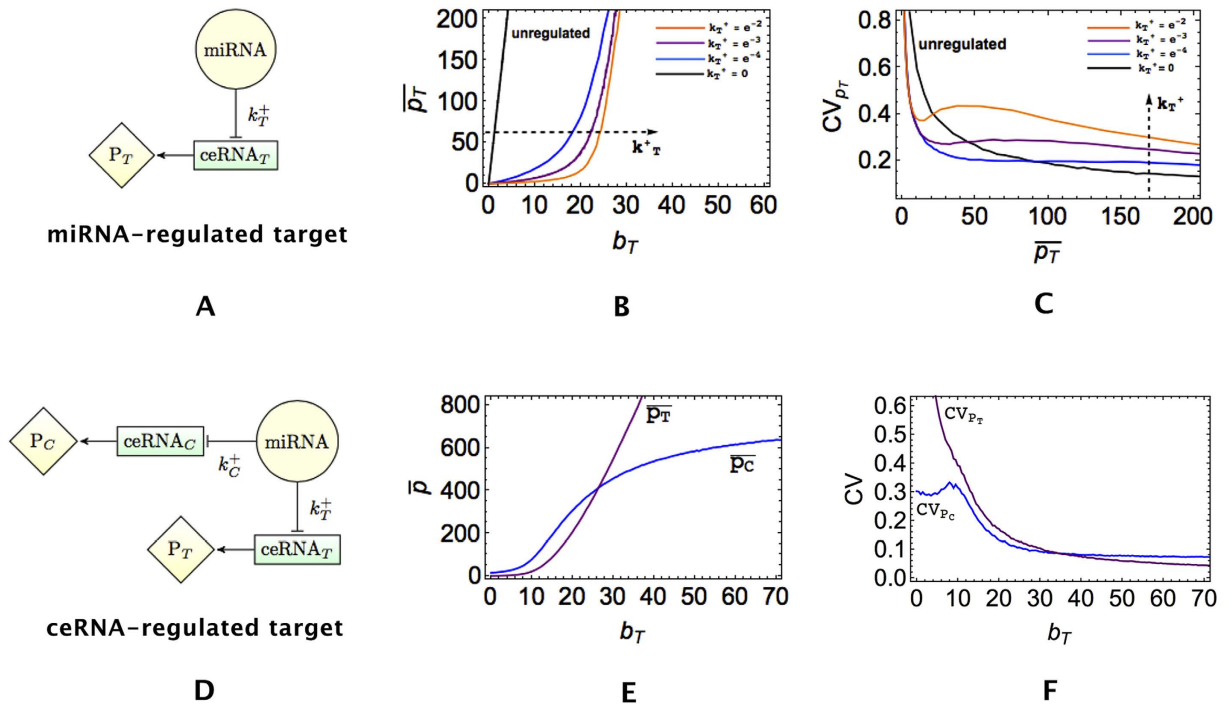 miRNA
k_T^+
P_T
ceRNA_T
miRNA-regulated target
A
200
150
100
50
0
\overline{p_T}
unregulated
k_T^+ = e^-2
k_T^+ = e^-3
k_T^+ = e^-4
k_T^+ = 0
k^+_T
0 10 20 30 40 50 60
b_T
B
0.8
0.6
0.4
0.2
CV_{p_T}
unregulated
k_T^+ = e^-2
k_T^+ = e^-3
k_T^+ = e^-4
k_T^+ = 0
k_T^+
0 50 100 150 200
\overline{p_T}
C
P_C
ceRNA_C
miRNA
k_C^+
k_T^+
P_T
ceRNA_T
ceRNA-regulated target
D
800
600
400
200
0
\overline{p}
\overline{p_T}
\overline{p_C}
0 10 20 30 40 50 60 70
b_T
E
0.6
0.5
0.4
0.3
0.2
0.1
0.0
CV
CV_{P_T}
CV_{P_C}
0 10 20 30 40 50 60 70
b_T
F